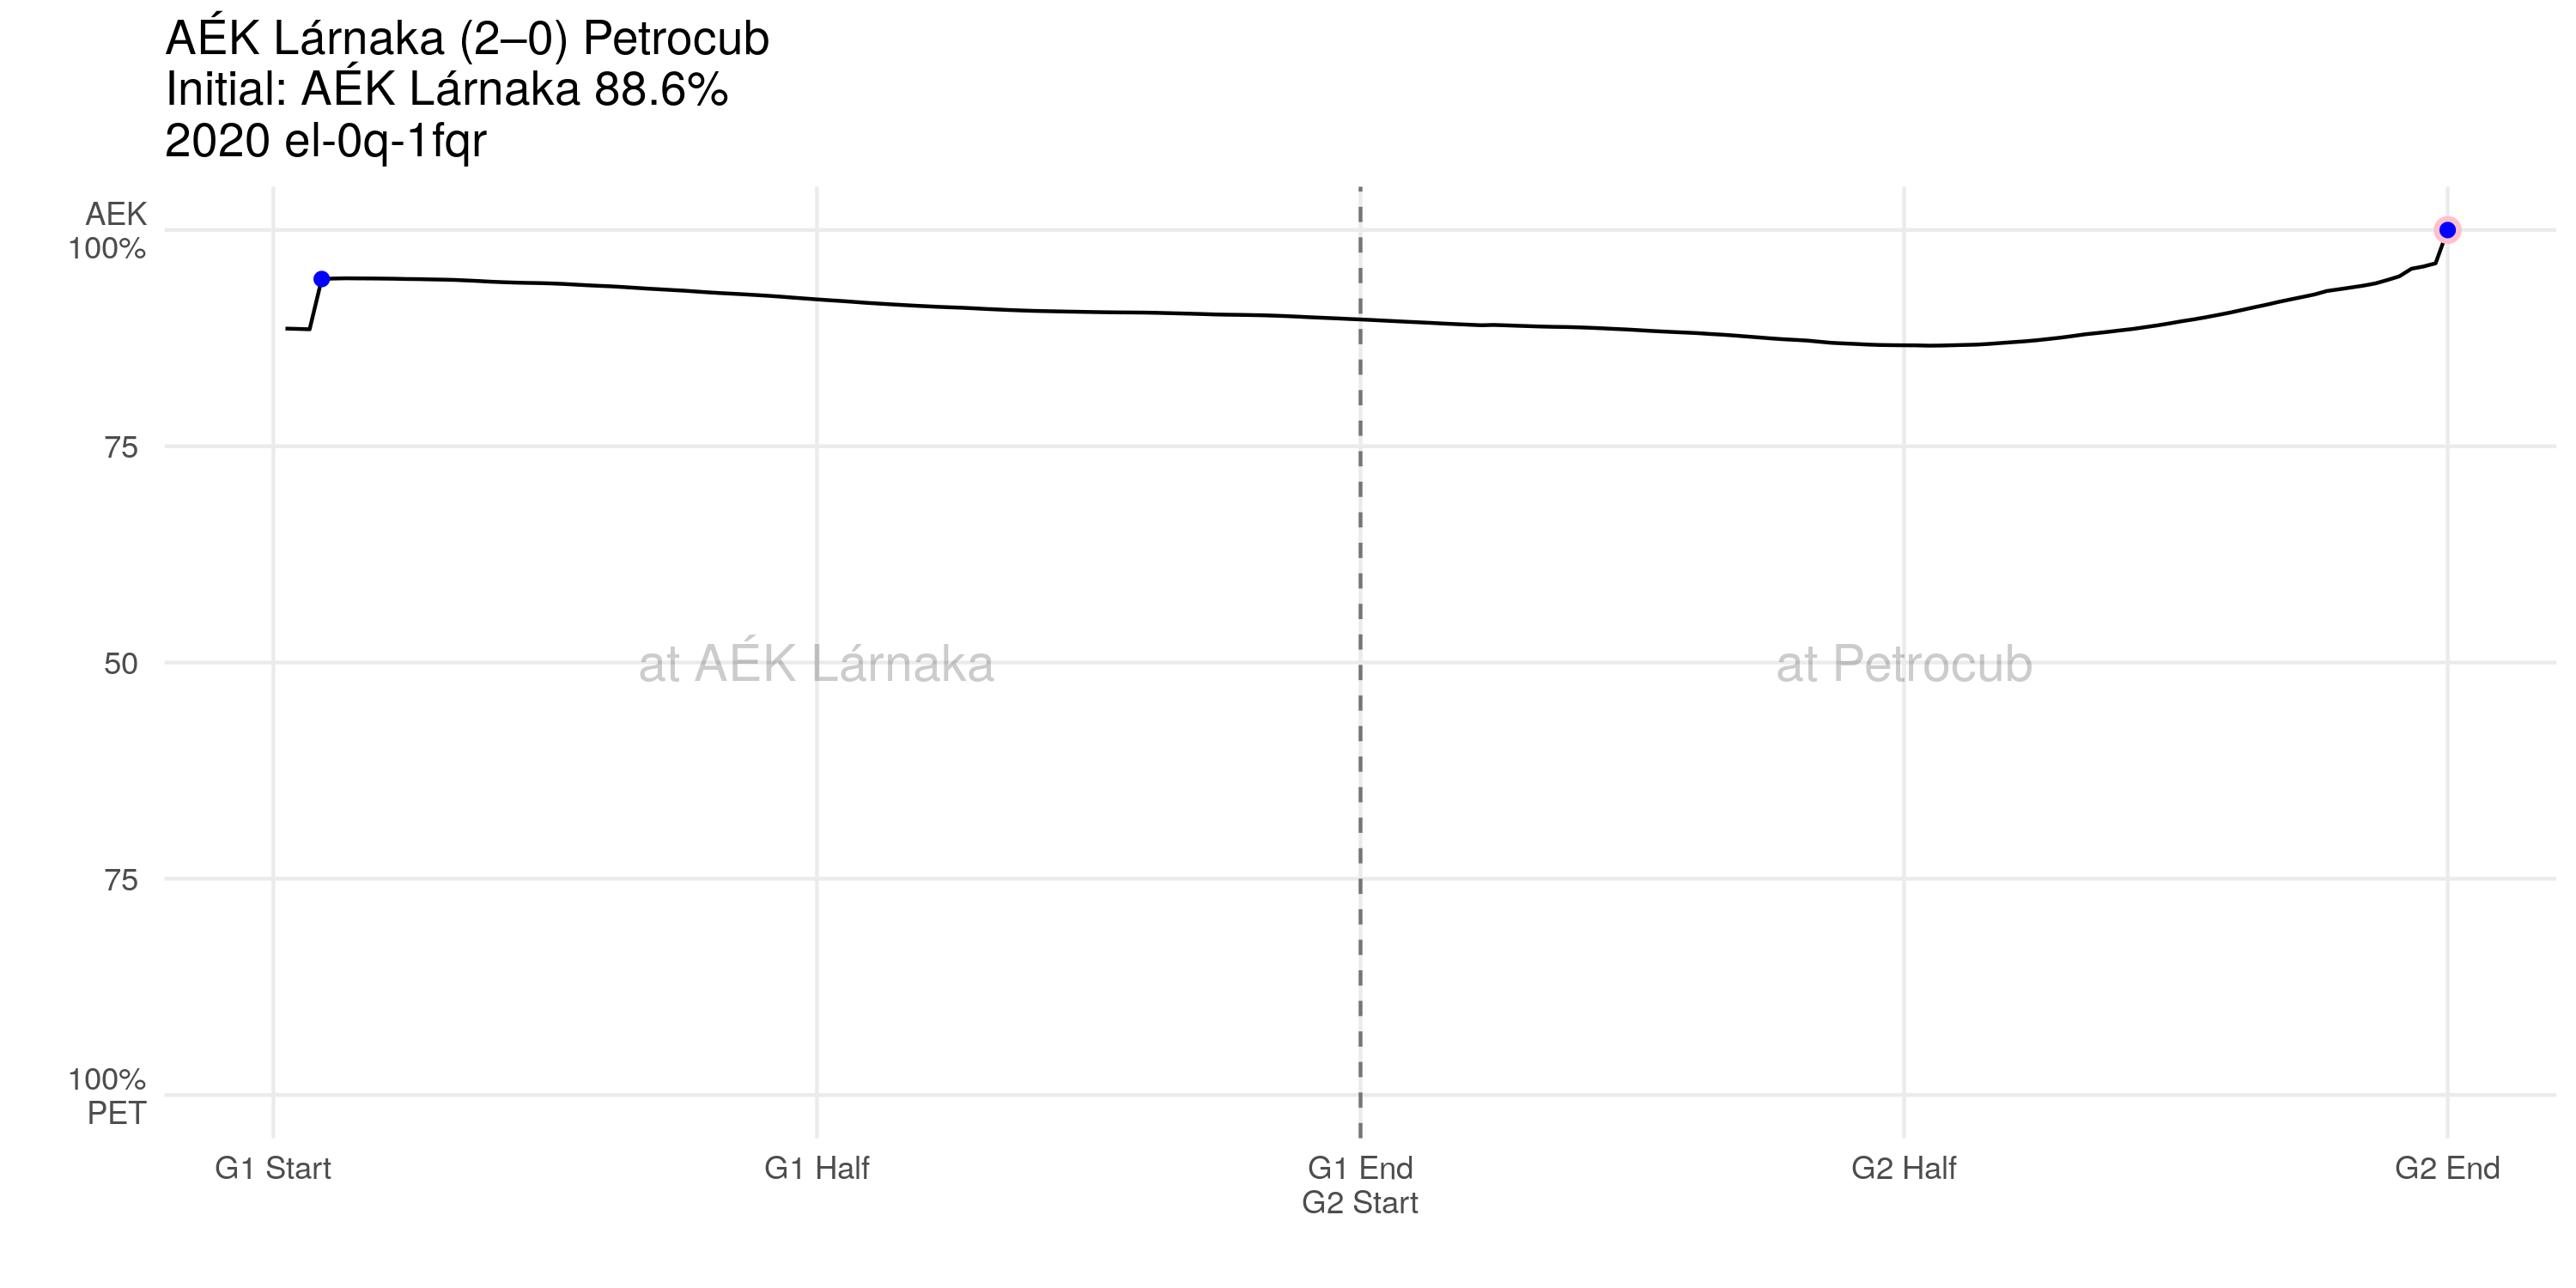 AÉK Lárnaka (2–0) Petrocub
Initial: AÉK Lárnaka 88.6%
2020 el-0q-1fqr
AEK
100%
75
50
75
100%
PET
at AÉK Lárnaka
at Petrocub
G1 Start
G1 Half
G1 End
G2 Start
G2 Half
G2 End